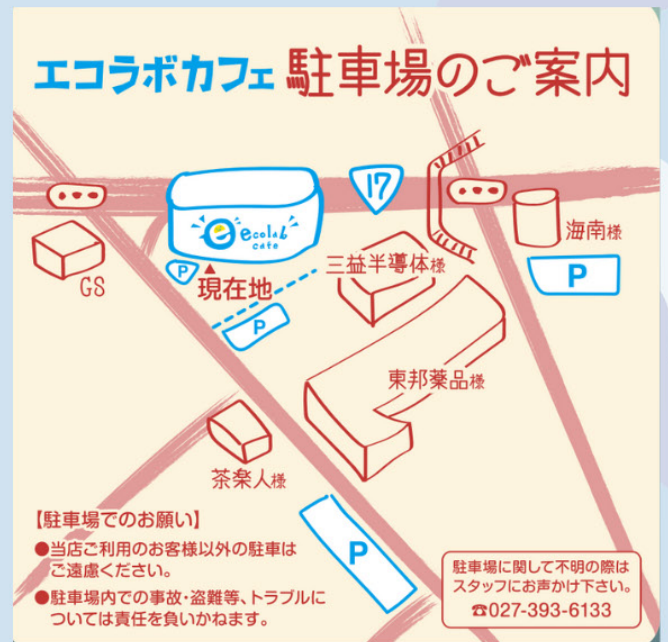 エコラボカフェ 駐車場のご案内
17
ecolab
cafe
P
現在地
GS
三益半導体様
海南様
P
P
東邦薬品様
茶楽人様
P
【駐車場でのお願い】
●当店ご利用のお客様以外の駐車は
ご遠慮ください。
●駐車場内での事故・盗難等、トラブルに
ついては責任を負いかねます。
駐車場に関して不明の際は
スタッフにお声かけ下さい。
☎027-393-6133